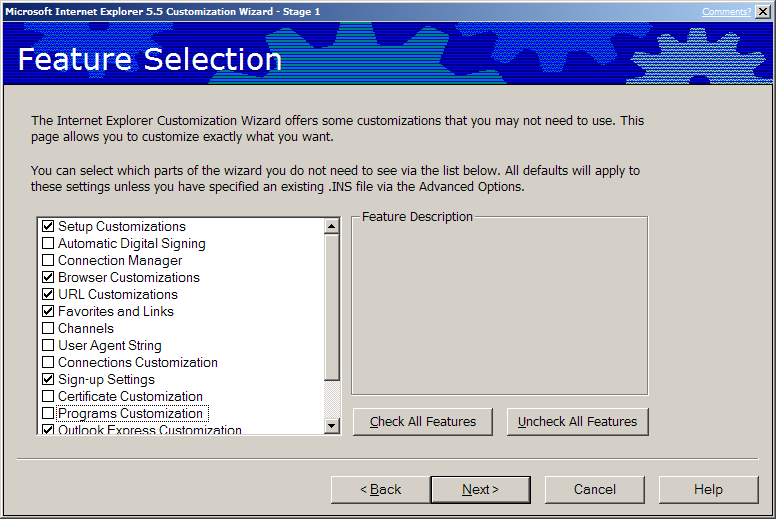 Microsoft Internet Explorer 5.5 Customization Wizard - Stage 1
Comments?
Feature Selection
The Internet Explorer Customization Wizard offers some customizations that you may not need to use. This
page allows you to customize exactly what you want.
You can select which parts of the wizard you do not need to see via the list below. All defaults will apply to
these settings unless you have specified an existing .INS file via the Advanced Options.
Setup Customizations
Automatic Digital Signing
Connection Manager
Browser Customizations
URL Customizations
Favorites and Links
Channels
User Agent String
Connections Customization
Sign-up Settings
Certificate Customization
Programs Customization
Outlook Express Customization
Feature Description
Check All Features
Uncheck All Features
< Back
Next >
Cancel
Help